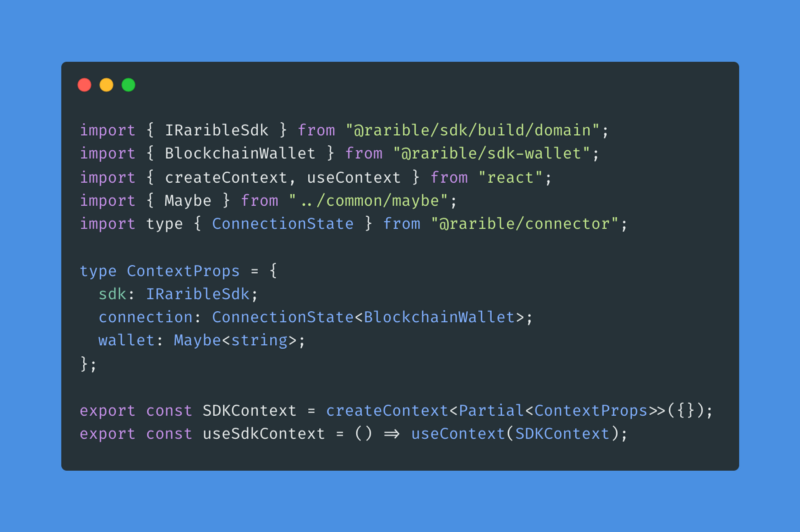 import { IRaribleSdk } from "@rarible/sdk/build/domain";
import { BlockchainWallet } from "@rarible/sdk-wallet";
import { createContext, useContext } from "react";
import { Maybe } from "../common/maybe";
import type { ConnectionState } from "@rarible/connector";

type ContextProps = {
  sdk: IRaribleSdk;
  connection: ConnectionState<BlockchainWallet>;
  wallet: Maybe<string>;
};

export const SDKContext = createContext<Partial<ContextProps>>({});
export const useSdkContext = () => useContext(SDKContext);